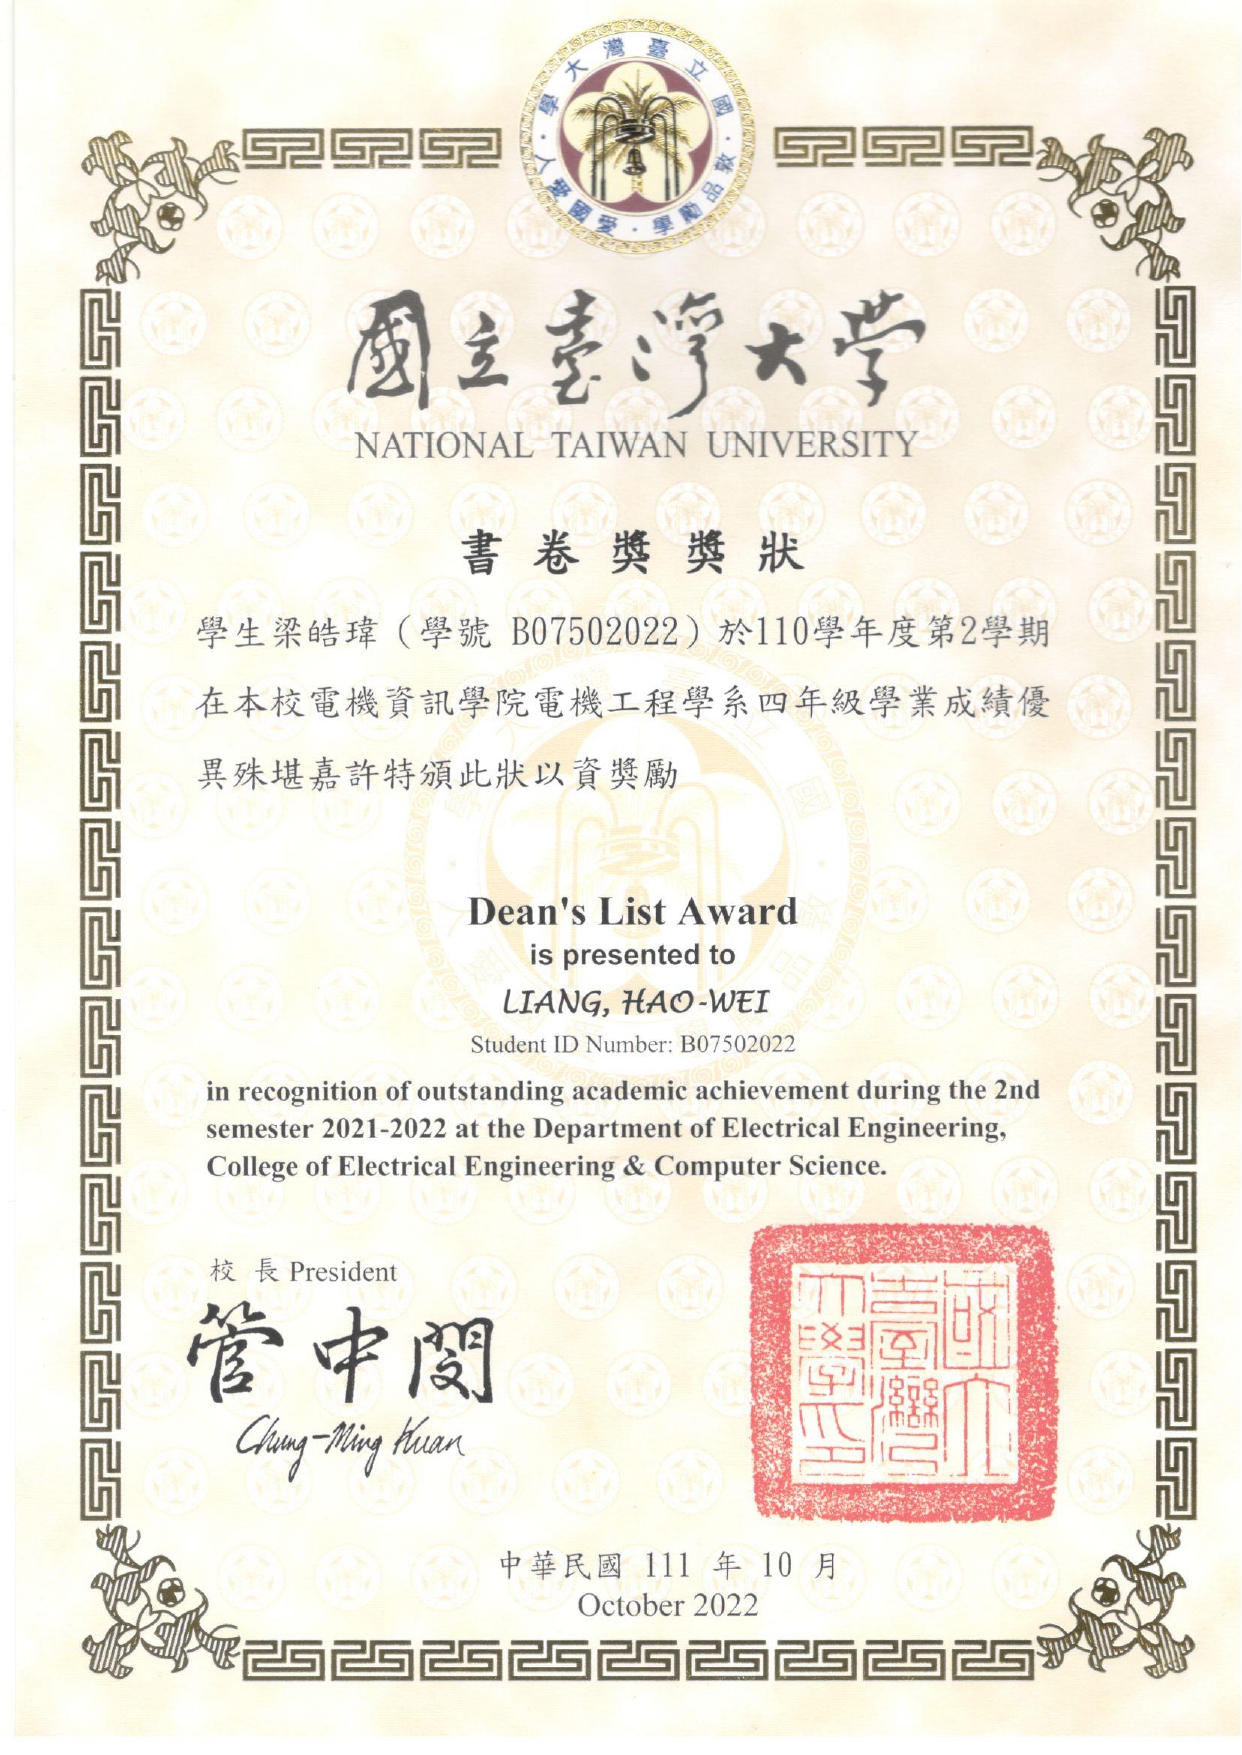 國立臺灣大學
敦品勵學·愛國愛人
國立臺灣大學
NATIONAL TAIWAN UNIVERSITY
書卷獎獎狀
學生梁皓瑋（學號 B07502022）於110學年度第2學期
在本校電機資訊學院電機工程學系四年級學業成績優
異殊堪嘉許特頒此狀以資獎勵
Dean's List Award
is presented to
LIANG, HAO-WEI
Student ID Number: B07502022
in recognition of outstanding academic achievement during the 2nd
semester 2021-2022 at the Department of Electrical Engineering,
College of Electrical Engineering & Computer Science.
校 長 President
管中閔
Chung-Ming Kuan
國立臺灣大學印
中華民國 111 年 10 月
October 2022